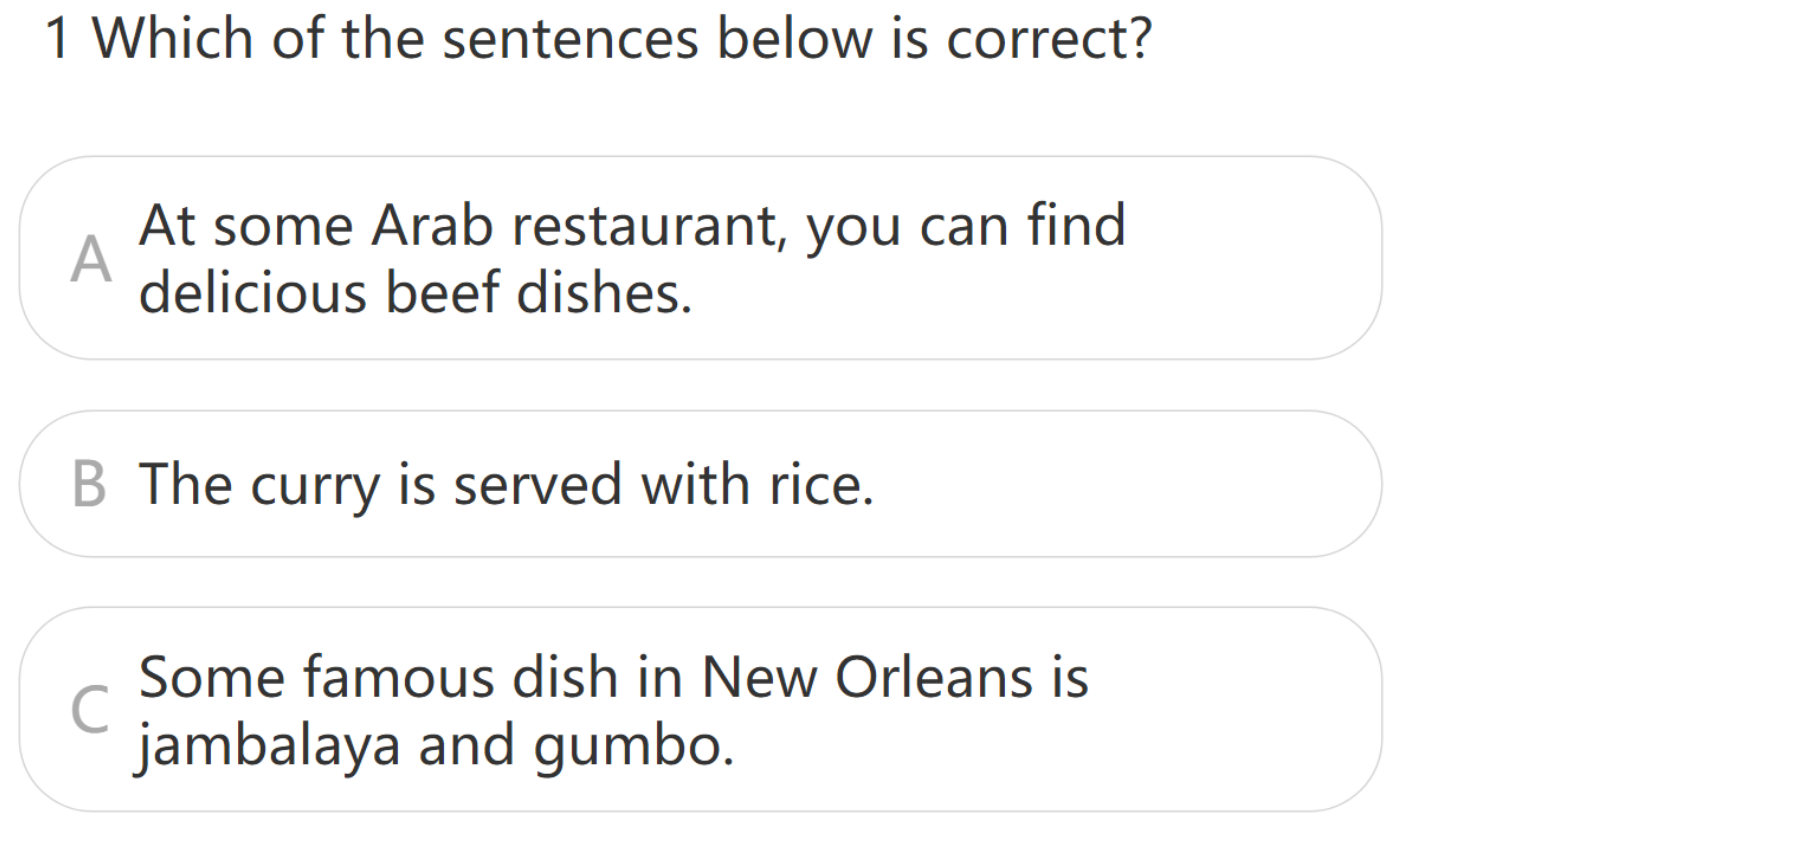 1 Which of the sentences below is correct?
A
At some Arab restaurant, you can find
delicious beef dishes.
B The curry is served with rice.
C
Some famous dish in New Orleans is
jambalaya and gumbo.